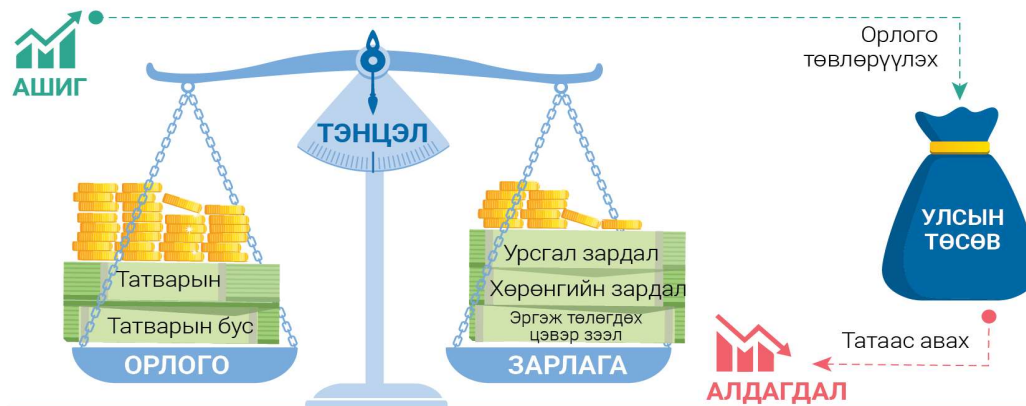 АШИГ
Орлого
төвлөрүүлэх
ТЭНЦЭЛ
УЛСЫН
ТӨСӨВ
Татварын
Татварын бус
ОРЛОГО
Урсгал зардал
Хөрөнгийн зардал
Эргэж төлөгдөх
цэвэр зээл
ЗАРЛАГА
Татаас авах
АЛДАГДАЛ